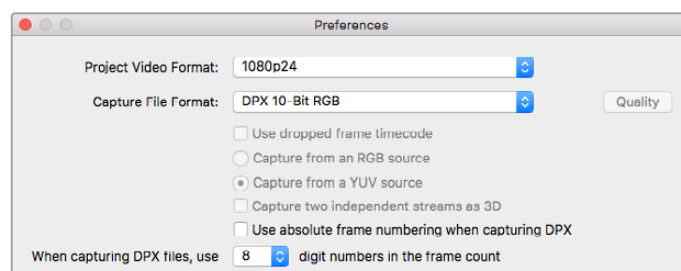 Preferences
Project Video Format: 1080p24
Capture File Format: DPX 10-Bit RGB Quality
Use dropped frame timecode
Capture from an RGB source
Capture from a YUV source
Capture two independent streams as 3D
Use absolute frame numbering when capturing DPX
When capturing DPX files, use 8 digit numbers in the frame count